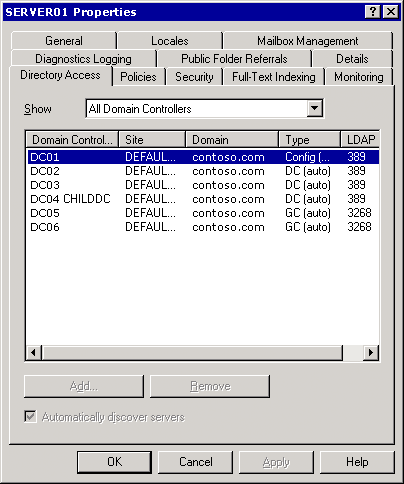 SERVER01 Properties
General Locales Mailbox Management
Diagnostics Logging Public Folder Referrals Details
Directory Access Policies Security Full-Text Indexing Monitoring
Show All Domain Controllers
Domain Control... Site Domain Type LDAP
DC01 DEFAUL... contoso.com Config (... 389
DC02 DEFAUL... contoso.com DC (auto) 389
DC03 DEFAUL... contoso.com DC (auto) 389
DC04 CHILDDC DEFAUL... contoso.com DC (auto) 389
DC05 DEFAUL... contoso.com GC (auto) 3268
DC06 DEFAUL... contoso.com GC (auto) 3268
Add... Remove
Automatically discover servers
OK Cancel Apply Help